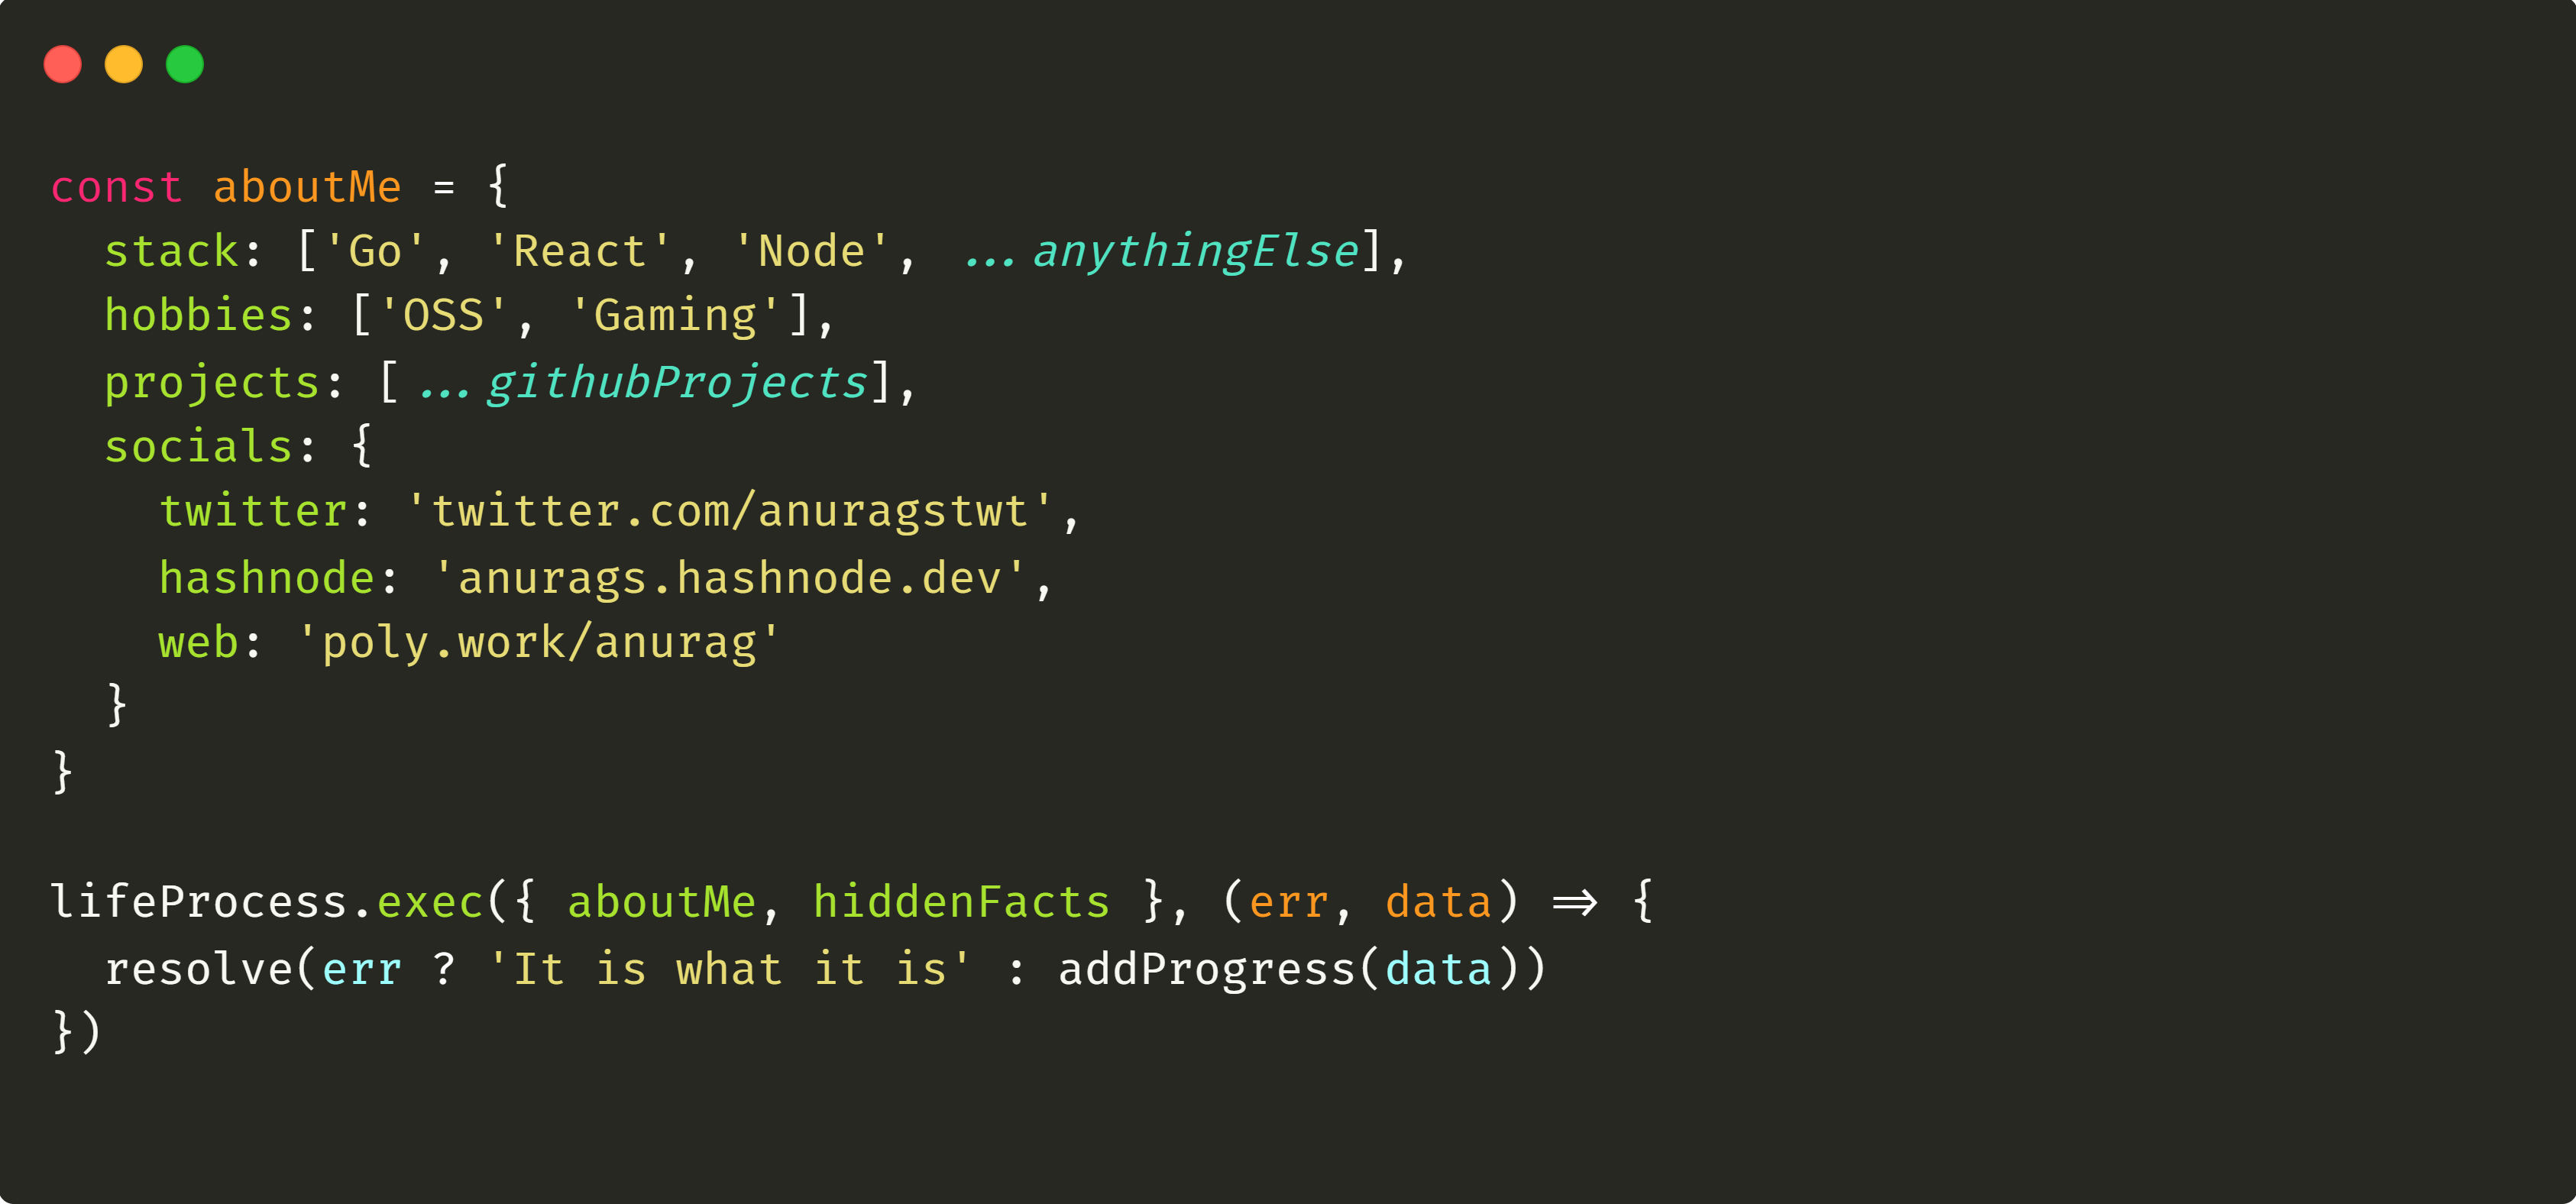 const aboutMe = {
  stack: ['Go', 'React', 'Node', ...anythingElse],
  hobbies: ['OSS', 'Gaming'],
  projects: [...githubProjects],
  socials: {
    twitter: 'twitter.com/anuragstwt',
    hashnode: 'anurags.hashnode.dev',
    web: 'poly.work/anurag'
  }
}

lifeProcess.exec({ aboutMe, hiddenFacts }, (err, data) => {
  resolve(err ? 'It is what it is' : addProgress(data))
})